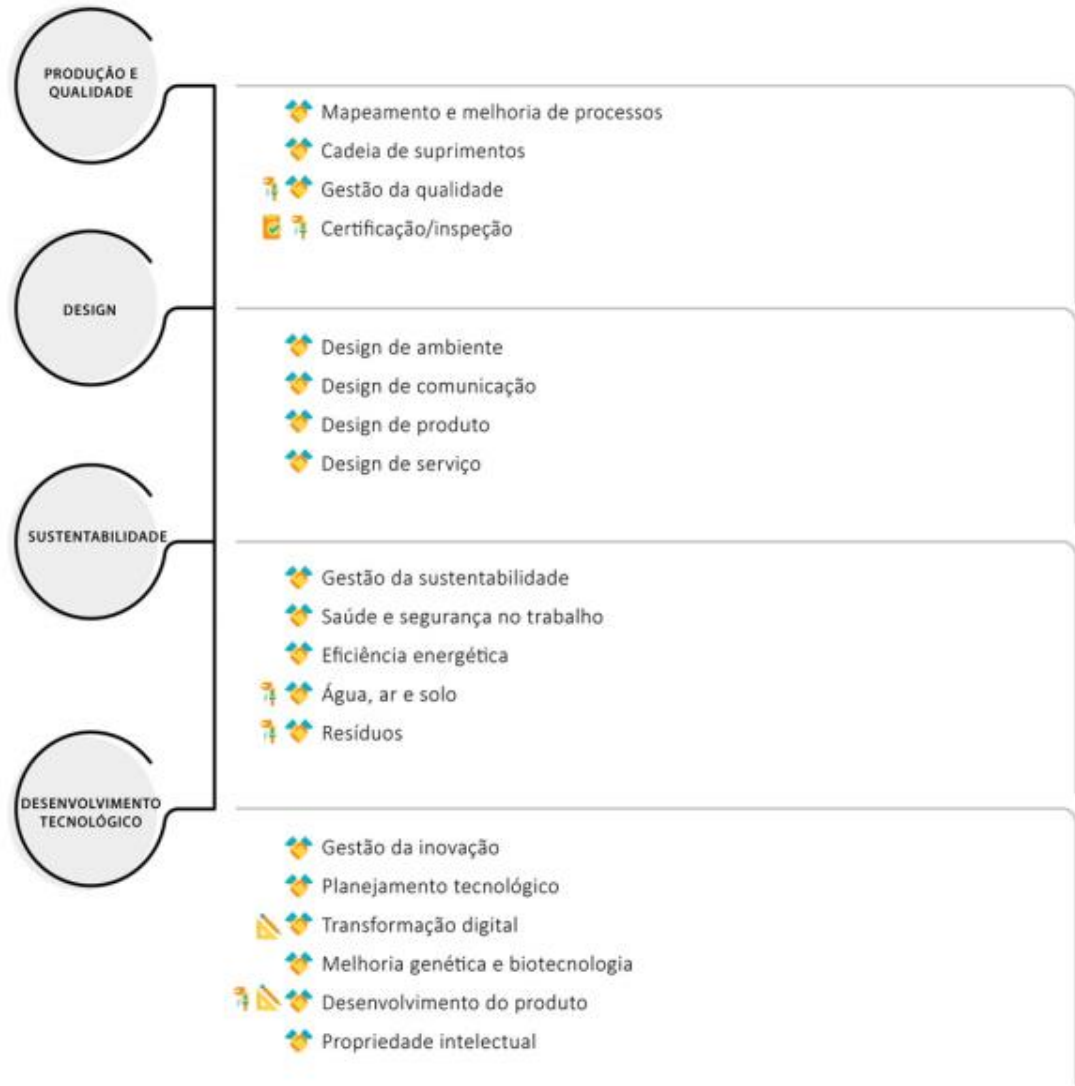 PRODUÇÃO E
QUALIDADE
Mapeamento e melhoria de processos
Cadeia de suprimentos
Gestão da qualidade
Certificação/inspeção
DESIGN
Design de ambiente
Design de comunicação
Design de produto
Design de serviço
SUSTENTABILIDADE
Gestão da sustentabilidade
Saúde e segurança no trabalho
Eficiência energética
Água, ar e solo
Resíduos
DESENVOLVIMENTO
TECNOLÓGICO
Gestão da inovação
Planejamento tecnológico
Transformação digital
Melhoria genética e biotecnologia
Desenvolvimento do produto
Propriedade intelectual